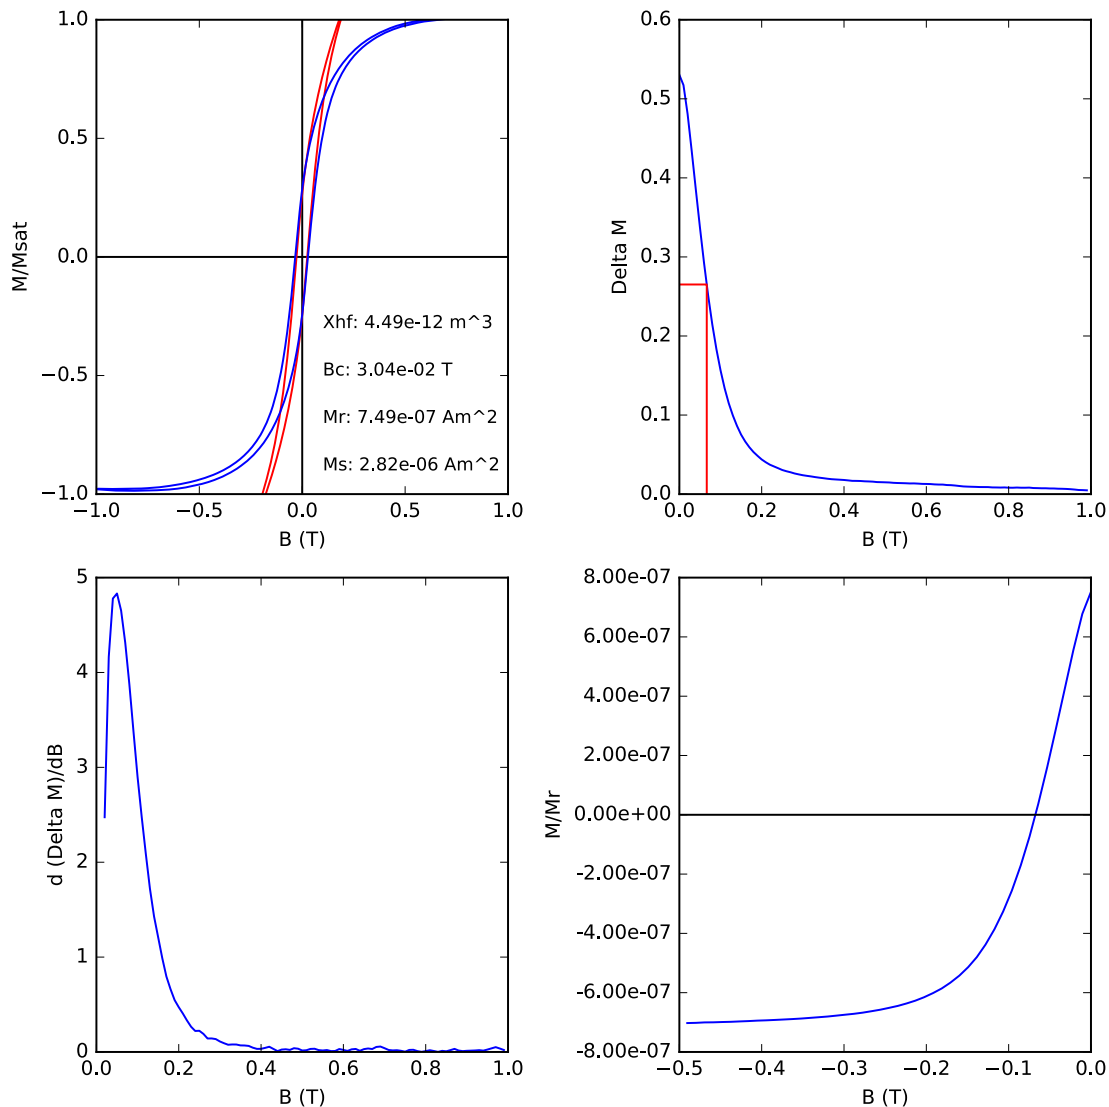 1.0
0.5
0.0
−0.5
−1.0
M/Msat
Xhf: 4.49e-12 m^3
Bc: 3.04e-02 T
Mr: 7.49e-07 Am^2
Ms: 2.82e-06 Am^2
−1.0 −0.5 0.0 0.5 1.0
B (T)
0.6
0.5
0.4
0.3
0.2
0.1
0.0
Delta M
0.0 0.2 0.4 0.6 0.8 1.0
B (T)
5
4
3
2
1
0
d (Delta M)/dB
0.0 0.2 0.4 0.6 0.8 1.0
B (T)
8.00e-07
6.00e-07
4.00e-07
2.00e-07
0.00e+00
-2.00e-07
-4.00e-07
-6.00e-07
-8.00e-07
M/Mr
−0.5 −0.4 −0.3 −0.2 −0.1 0.0
B (T)